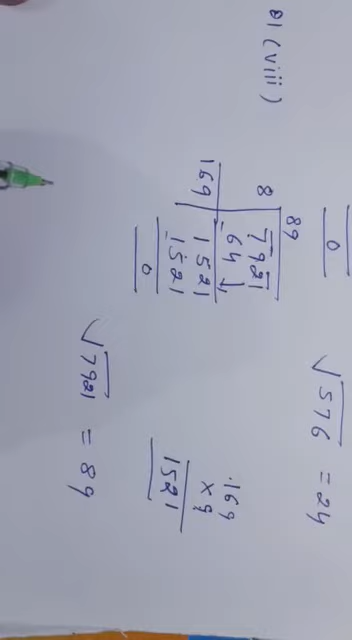 0
√576 = 24
Q1 (viii)
89
8 7921
- 64 ↓
169 1521
- 1521
0
169
× 9
1521
√7921 = 89